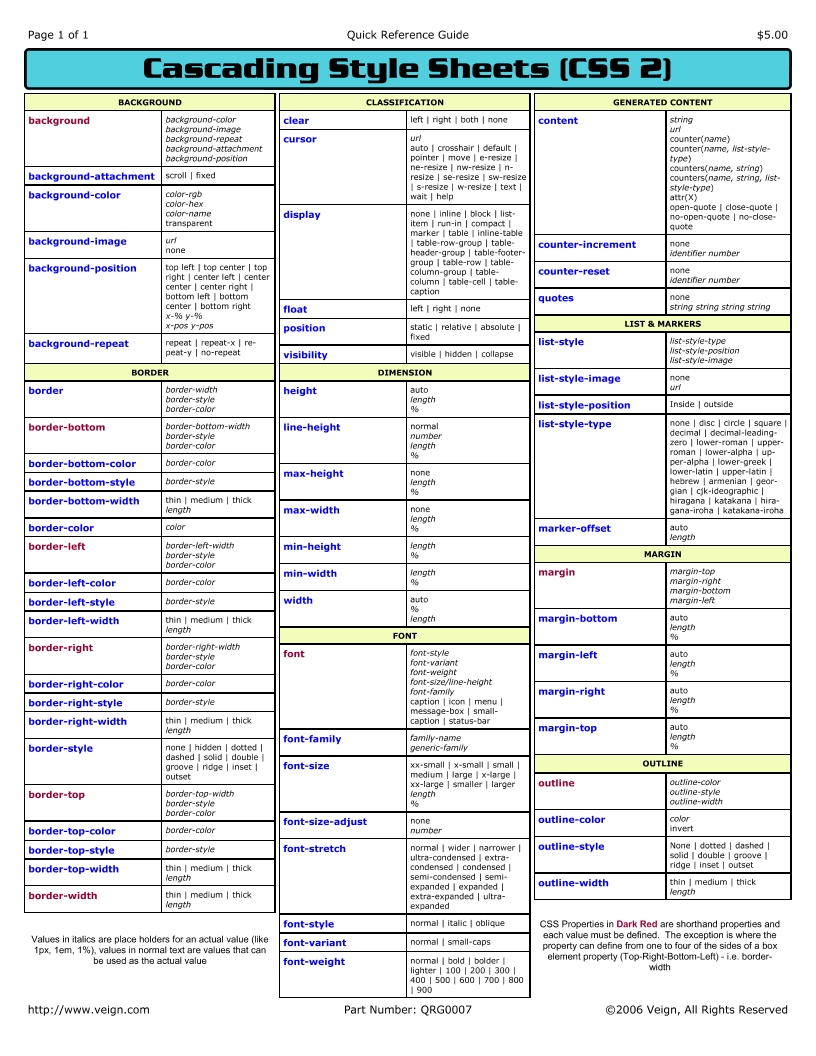 Page 1 of 1
Quick Reference Guide
$5.00
Cascading Style Sheets (CSS 2)
BACKGROUND
background
background-color
background-image
background-repeat
background-attachment
background-position
background-attachment
scroll | fixed
background-color
color-rgb
color-hex
color-name
transparent
background-image
url
none
background-position
top left | top center | top
right | center left | center
center | center right |
bottom left | bottom
center | bottom right
x-% y-%
x-pos y-pos
background-repeat
repeat | repeat-x | re-
peat-y | no-repeat
BORDER
border
border-width
border-style
border-color
border-bottom
border-bottom-width
border-style
border-color
border-bottom-color
border-color
border-bottom-style
border-style
border-bottom-width
thin | medium | thick
length
border-color
color
border-left
border-left-width
border-style
border-color
border-left-color
border-color
border-left-style
border-style
border-left-width
thin | medium | thick
length
border-right
border-right-width
border-style
border-color
border-right-color
border-color
border-right-style
border-style
border-right-width
thin | medium | thick
length
border-style
none | hidden | dotted |
dashed | solid | double |
groove | ridge | inset |
outset
border-top
border-top-width
border-style
border-color
border-top-color
border-color
border-top-style
border-style
border-top-width
thin | medium | thick
length
border-width
thin | medium | thick
length
Values in italics are place holders for an actual value (like
1px, 1em, 1%), values in normal text are values that can
be used as the actual value
CLASSIFICATION
clear
left | right | both | none
cursor
url
auto | crosshair | default |
pointer | move | e-resize |
ne-resize | nw-resize | n-
resize | se-resize | sw-resize
| s-resize | w-resize | text |
wait | help
display
none | inline | block | list-
item | run-in | compact |
marker | table | inline-table
| table-row-group | table-
header-group | table-footer-
group | table-row | table-
column-group | table-
column | table-cell | table-
caption
float
left | right | none
position
static | relative | absolute |
fixed
visibility
visible | hidden | collapse
DIMENSION
height
auto
length
%
line-height
normal
number
length
%
max-height
none
length
%
max-width
none
length
%
min-height
length
%
min-width
length
%
width
auto
%
length
FONT
font
font-style
font-variant
font-weight
font-size/line-height
font-family
caption | icon | menu |
message-box | small-
caption | status-bar
font-family
family-name
generic-family
font-size
xx-small | x-small | small |
medium | large | x-large |
xx-large | smaller | larger
length
%
font-size-adjust
none
number
font-stretch
normal | wider | narrower |
ultra-condensed | extra-
condensed | condensed |
semi-condensed | semi-
expanded | expanded |
extra-expanded | ultra-
expanded
font-style
normal | italic | oblique
font-variant
normal | small-caps
font-weight
normal | bold | bolder |
lighter | 100 | 200 | 300 |
400 | 500 | 600 | 700 | 800
| 900
GENERATED CONTENT
content
string
url
counter(name)
counter(name, list-style-
type)
counters(name, string)
counters(name, string, list-
style-type)
attr(X)
open-quote | close-quote |
no-open-quote | no-close-
quote
counter-increment
none
identifier number
counter-reset
none
identifier number
quotes
none
string string string string
LIST & MARKERS
list-style
list-style-type
list-style-position
list-style-image
list-style-image
none
url
list-style-position
Inside | outside
list-style-type
none | disc | circle | square |
decimal | decimal-leading-
zero | lower-roman | upper-
roman | lower-alpha | up-
per-alpha | lower-greek |
lower-latin | upper-latin |
hebrew | armenian | geor-
gian | cjk-ideographic |
hiragana | katakana | hira-
gana-iroha | katakana-iroha
marker-offset
auto
length
MARGIN
margin
margin-top
margin-right
margin-bottom
margin-left
margin-bottom
auto
length
%
margin-left
auto
length
%
margin-right
auto
length
%
margin-top
auto
length
%
OUTLINE
outline
outline-color
outline-style
outline-width
outline-color
color
invert
outline-style
None | dotted | dashed |
solid | double | groove |
ridge | inset | outset
outline-width
thin | medium | thick
length
CSS Properties in Dark Red are shorthand properties and
each value must be defined. The exception is where the
property can define from one to four of the sides of a box
element property (Top-Right-Bottom-Left) - i.e. border-
width
http://www.veign.com
Part Number: QRG0007
©2006 Veign, All Rights Reserved